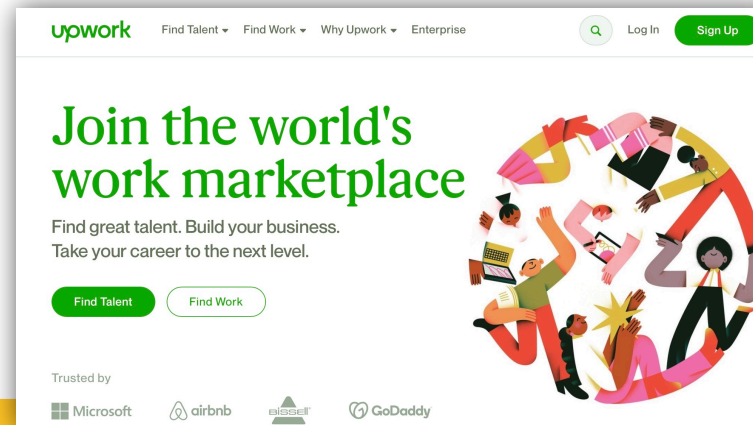 upwork Find Talent Find Work Why Upwork Enterprise Log In Sign Up
Join the world's
work marketplace
Find great talent. Build your business.
Take your career to the next level.
Find Talent Find Work
Trusted by
Microsoft airbnb BISSELL GoDaddy